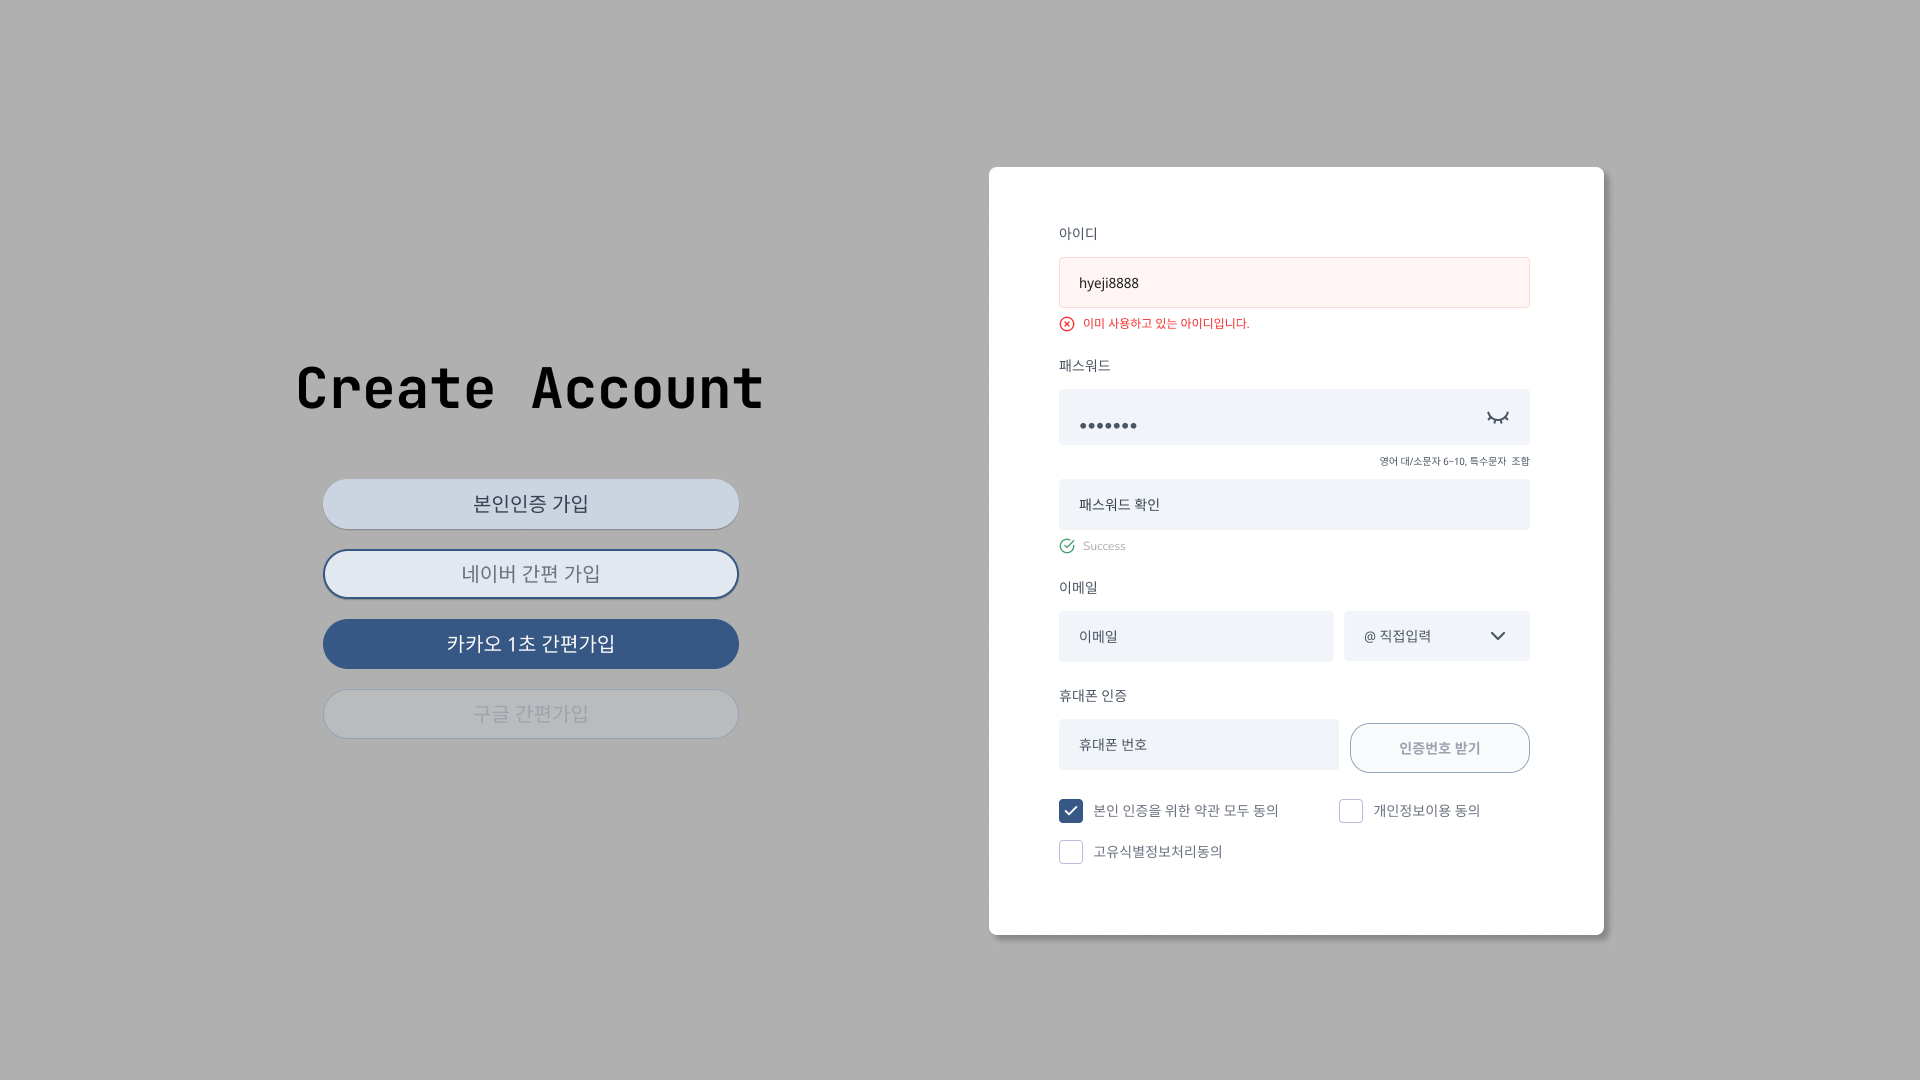 Create Account
본인인증 가입
네이버 간편 가입
카카오 1초 간편가입
구글 간편가입
아이디
hyeji8888
이미 사용하고 있는 아이디입니다.
패스워드
•••••••
영어 대/소문자 6~10, 특수문자 조합
패스워드 확인
Success
이메일
이메일
@ 직접입력
휴대폰 인증
휴대폰 번호
인증번호 받기
본인 인증을 위한 약관 모두 동의
개인정보이용 동의
고유식별정보처리동의